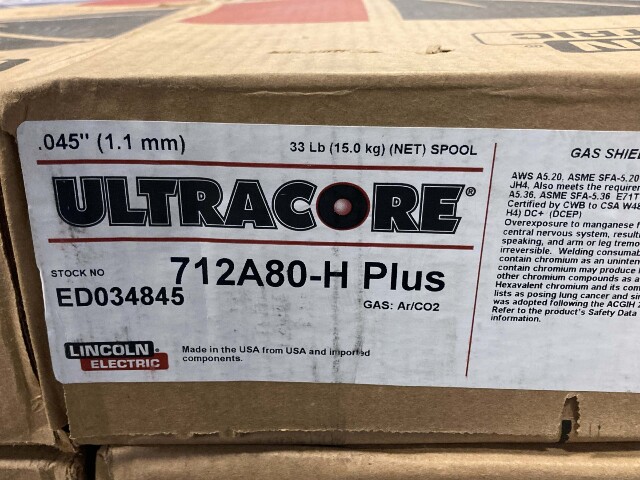 .045" (1.1 mm)
33 Lb (15.0 kg) (NET) SPOOL
ULTRACORE®
STOCK NO
ED034845
712A80-H Plus
GAS: Ar/CO2
LINCOLN®
ELECTRIC
Made in the USA from USA and imported
components.
GAS SHIEL
AWS A5.20, ASME SFA-5.20
JH4, Also meets the require
A5.36, ASME SFA-5.36 E71T
Certified by CWB to CSA W48
H4) DC+ (DCEP)
Overexposure to manganese f
central nervous system, result
speaking, and arm or leg tremo
irreversible. Welding consumab
contain chromium as an uninten
contain chromium may produce
other chromium compounds as a
Hexavalent chromium and its com
lists as posing lung cancer and si
was adopted following the ACGIH 2
Refer to the product's Safety Data
information.